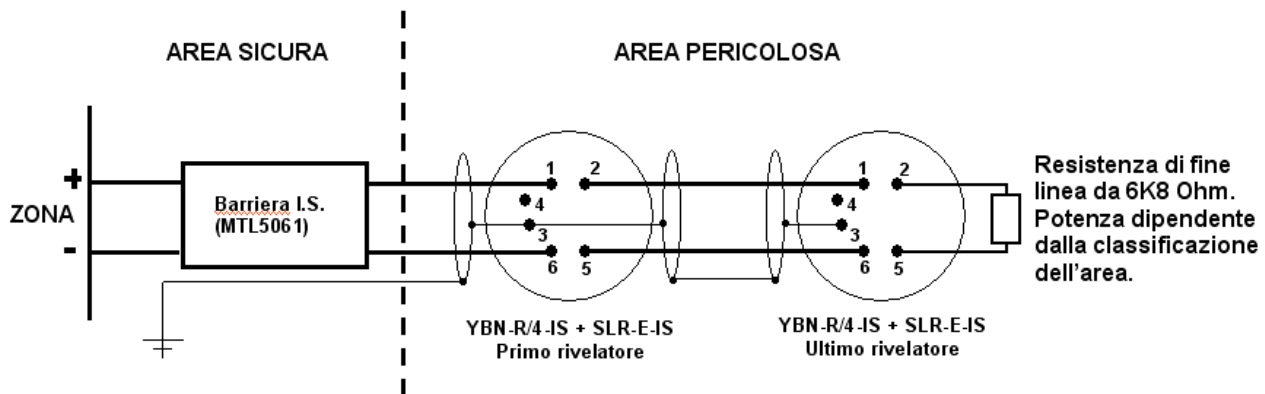 AREA SICURA
AREA PERICOLOSA
+
ZONA
-
Barriera I.S.
(MTL5061)
1
2
4
3
6
5
1
2
4
3
6
5
Resistenza di fine
linea da 6K8 Ohm.
Potenza dipendente
dalla classificazione
dell'area.
YBN-R/4-IS + SLR-E-IS
Primo rivelatore
YBN-R/4-IS + SLR-E-IS
Ultimo rivelatore